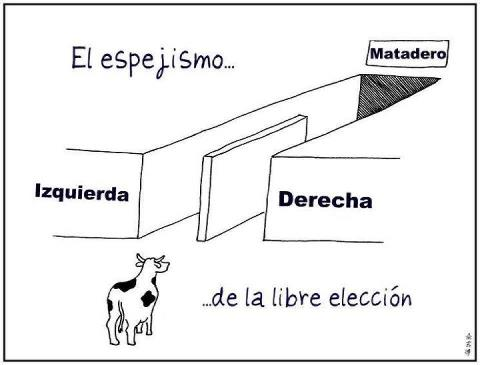 El espejismo...
Matadero
Izquierda
Derecha
...de la libre elección